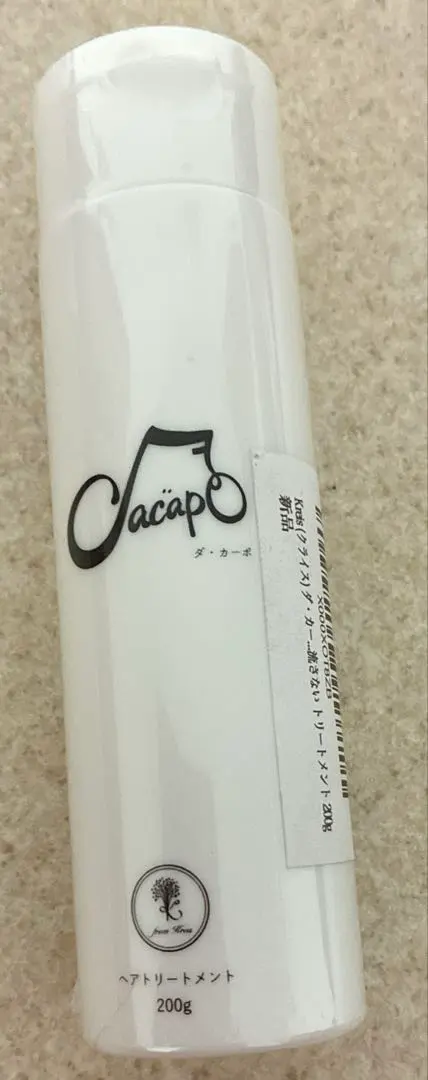 Dacapo
ダ・カーポ
Kreis (クライス) ダ・カー...流さない トリートメント 200g
新品
from Kreis
ヘアトリートメント
200g